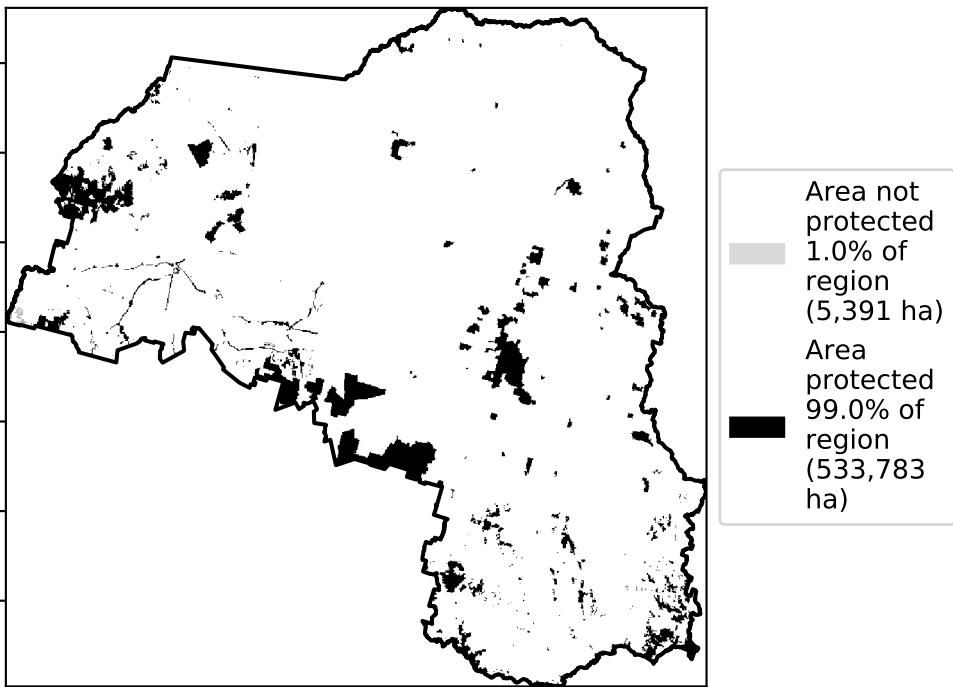 Area not
protected
1.0% of
region
(5,391 ha)
Area
protected
99.0% of
region
(533,783
ha)